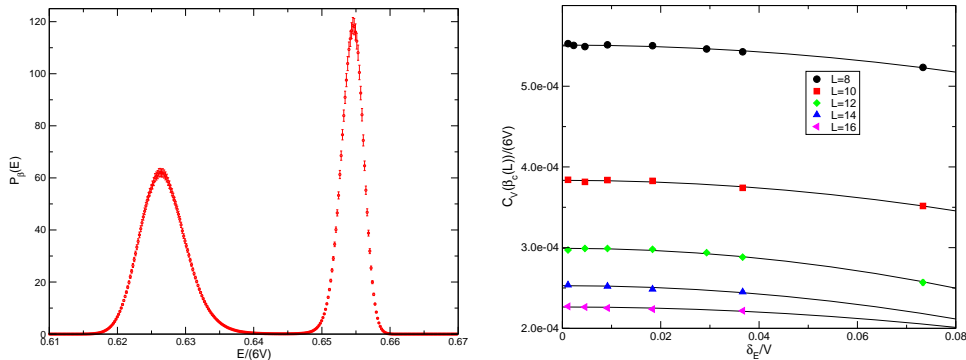 P_β(E)
120
100
80
60
40
20
0
0.61 0.62 0.63 0.64 0.65 0.66 0.67
E/(6V)
C_V(β_c(L))/(6V)
5.0e-04
4.0e-04
3.0e-04
2.0e-04
0 0.02 0.04 0.06 0.08
δ_E/V
L=8
L=10
L=12
L=14
L=16